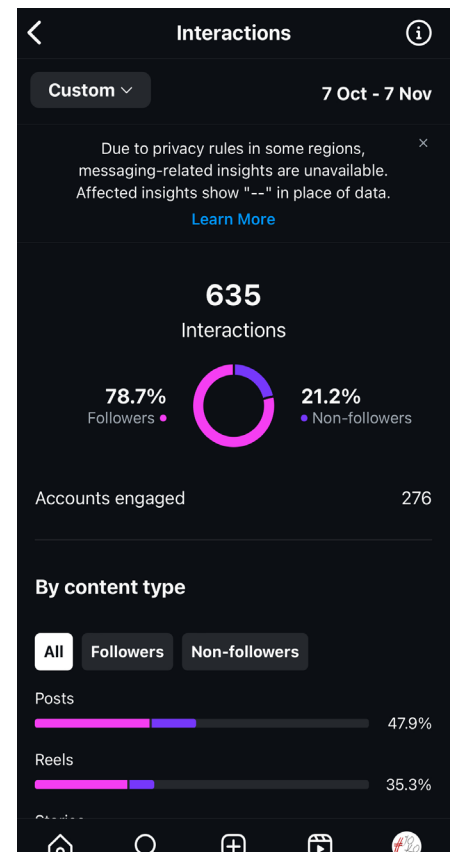 Interactions
Custom
7 Oct - 7 Nov
Due to privacy rules in some regions,
messaging-related insights are unavailable.
Affected insights show "--" in place of data.
Learn More
635
Interactions
78.7%
Followers
21.2%
Non-followers
Accounts engaged
276
By content type
All
Followers
Non-followers
Posts
47.9%
Reels
35.3%